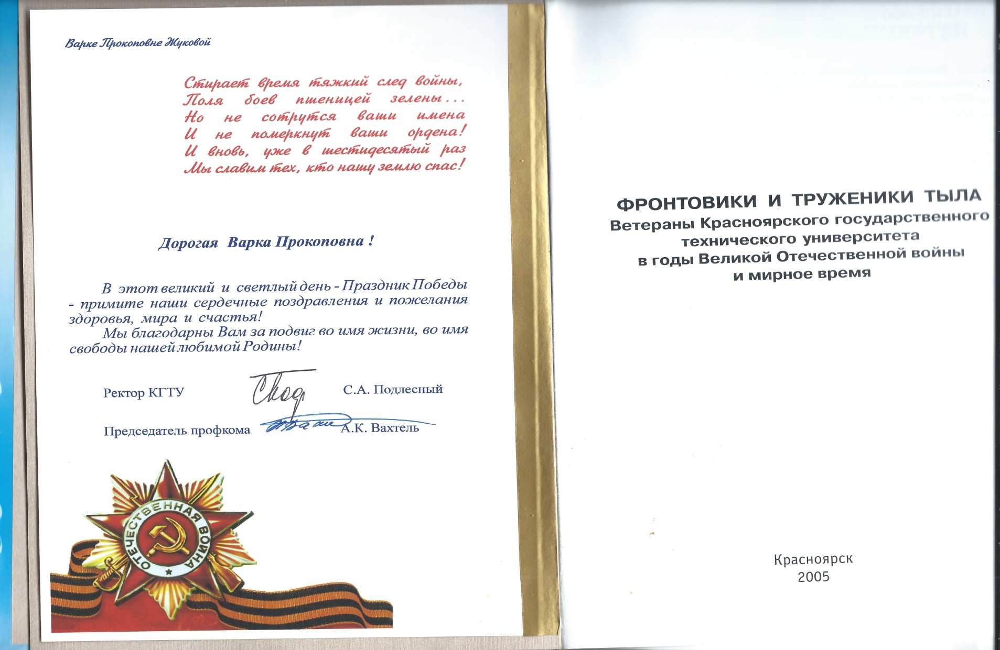 Варке Прокоповне Жуковой
Стирает время тяжкий след войны,
Поля боев пшеницей зелены...
Но не сотрутся ваши имена
И не померкнут ваши ордена!
И вновь, уже в шестидесятый раз
Мы славим тех, кто нашу землю спас!
Дорогая Варка Прокоповна !
В этот великий и светлый день - Праздник Победы
- примите наши сердечные поздравления и пожелания
здоровья, мира и счастья!
Мы благодарны Вам за подвиг во имя жизни, во имя
свободы нашей любимой Родины!
Ректор КГТУ С.А. Подлесный
Председатель профкома А.К. Вахтель
ОТЕЧЕСТВЕННАЯ ВОЙНА
ФРОНТОВИКИ И ТРУЖЕНИКИ ТЫЛА
Ветераны Красноярского государственного
технического университета
в годы Великой Отечественной войны
и мирное время
Красноярск
2005